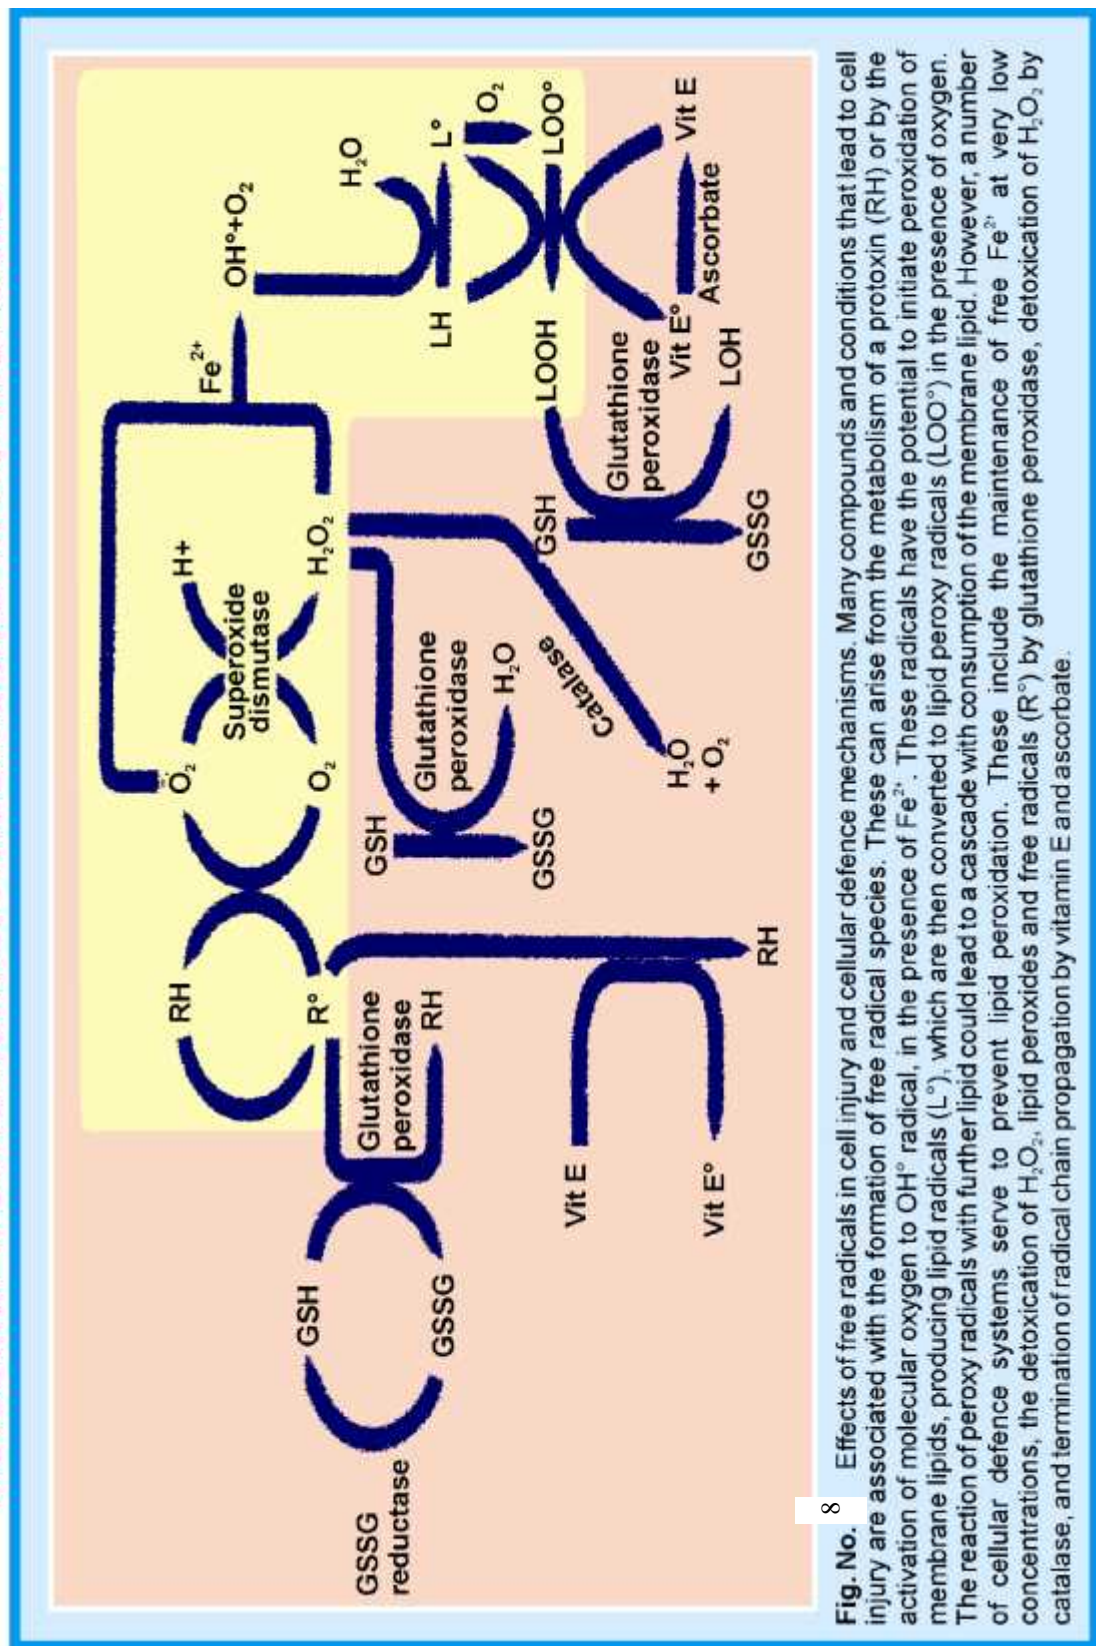 RH
O₂
H+
Superoxide
dismutase
Fe²⁺
OH°+O₂
R°
O₂
H₂O₂
H₂O
GSH
Glutathione
peroxidase
RH
GSSG
GSSG
reductase
GSH
Glutathione
peroxidase
H₂O
GSSG
LH
L°
O₂
LOOH
LOO°
Catalase
H₂O
+ O₂
GSH
Glutathione
peroxidase
GSSG
LOH
Vit E°
Ascorbate
Vit E
Vit E
Vit E°
RH
Fig. No. 8 Effects of free radicals in cell injury and cellular defence mechanisms. Many compounds and conditions that lead to cell
injury are associated with the formation of free radical species. These can arise from the metabolism of a protoxin (RH) or by the
activation of molecular oxygen to OH° radical, in the presence of Fe²⁺. These radicals have the potential to initiate peroxidation of
membrane lipids, producing lipid radicals (L°), which are then converted to lipid peroxy radicals (LOO°) in the presence of oxygen.
The reaction of peroxy radicals with further lipid could lead to a cascade with consumption of the membrane lipid. However, a number
of cellular defence systems serve to prevent lipid peroxidation. These include the maintenance of free Fe²⁺ at very low
concentrations, the detoxication of H₂O₂, lipid peroxides and free radicals (R°) by glutathione peroxidase, detoxication of H₂O₂ by
catalase, and termination of radical chain propagation by vitamin E and ascorbate.